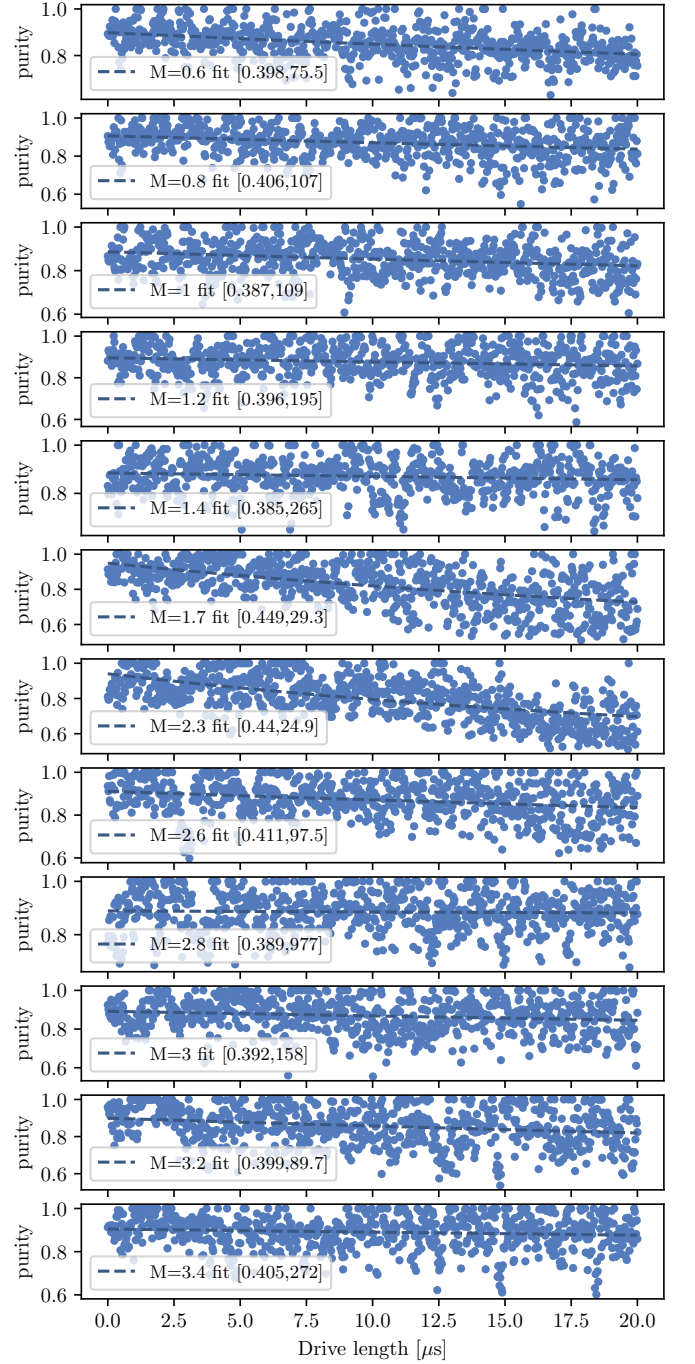 1.0
0.8
purity
M=0.6 fit [0.398,75.5]
1.0
0.8
0.6
purity
M=0.8 fit [0.406,107]
1.0
0.8
0.6
purity
M=1 fit [0.387,109]
1.0
0.8
0.6
purity
M=1.2 fit [0.396,195]
1.0
0.8
purity
M=1.4 fit [0.385,265]
1.0
0.8
0.6
purity
M=1.7 fit [0.449,29.3]
1.0
0.8
0.6
purity
M=2.3 fit [0.44,24.9]
1.0
0.8
0.6
purity
M=2.6 fit [0.411,97.5]
1.0
0.8
purity
M=2.8 fit [0.389,977]
1.0
0.8
0.6
purity
M=3 fit [0.392,158]
1.0
0.8
0.6
purity
M=3.2 fit [0.399,89.7]
1.0
0.8
0.6
purity
M=3.4 fit [0.405,272]
0.0 2.5 5.0 7.5 10.0 12.5 15.0 17.5 20.0
Drive length [μs]